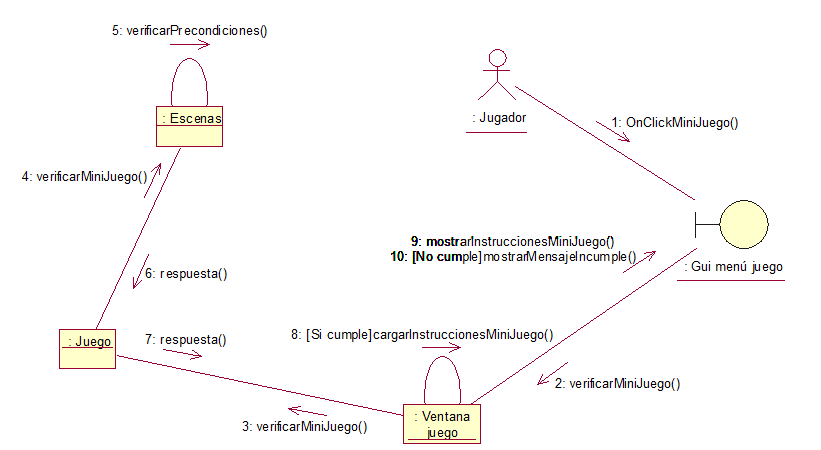 5: verificarPrecondiciones()
: Escenas
: Jugador
1: OnClickMiniJuego()
4: verificarMiniJuego()
9: mostrarInstruccionesMiniJuego()
10: [No cumple]mostrarMensajeIncumple()
: Gui menú juego
6: respuesta()
: Juego
7: respuesta()
8: [Si cumple]cargarInstruccionesMiniJuego()
2: verificarMiniJuego()
: Ventana
juego
3: verificarMiniJuego()